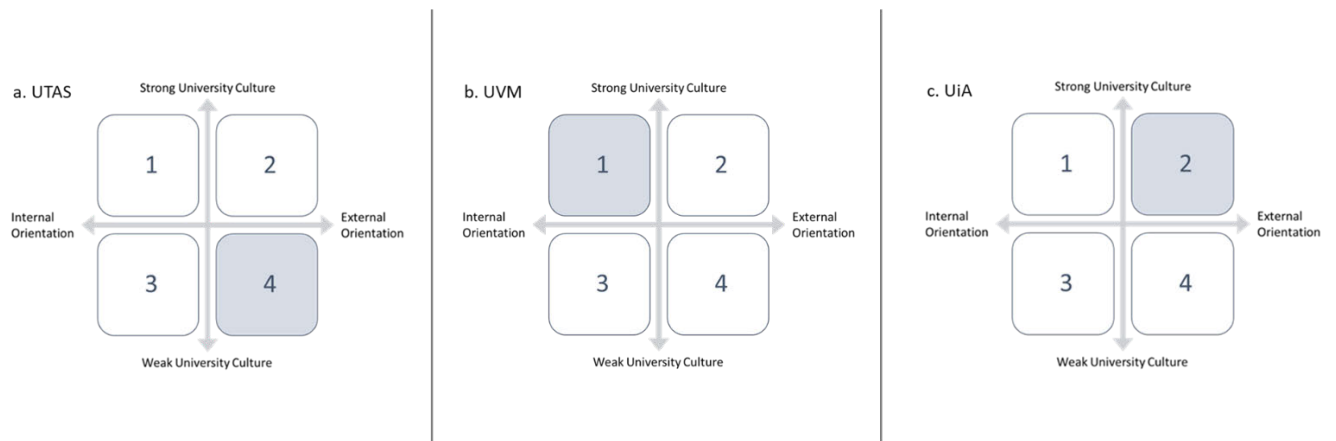 a. UTAS
Strong University Culture
1
2
Internal
Orientation
External
Orientation
3
4
Weak University Culture
b. UVM
Strong University Culture
1
2
Internal
Orientation
External
Orientation
3
4
Weak University Culture
c. UiA
Strong University Culture
1
2
Internal
Orientation
External
Orientation
3
4
Weak University Culture